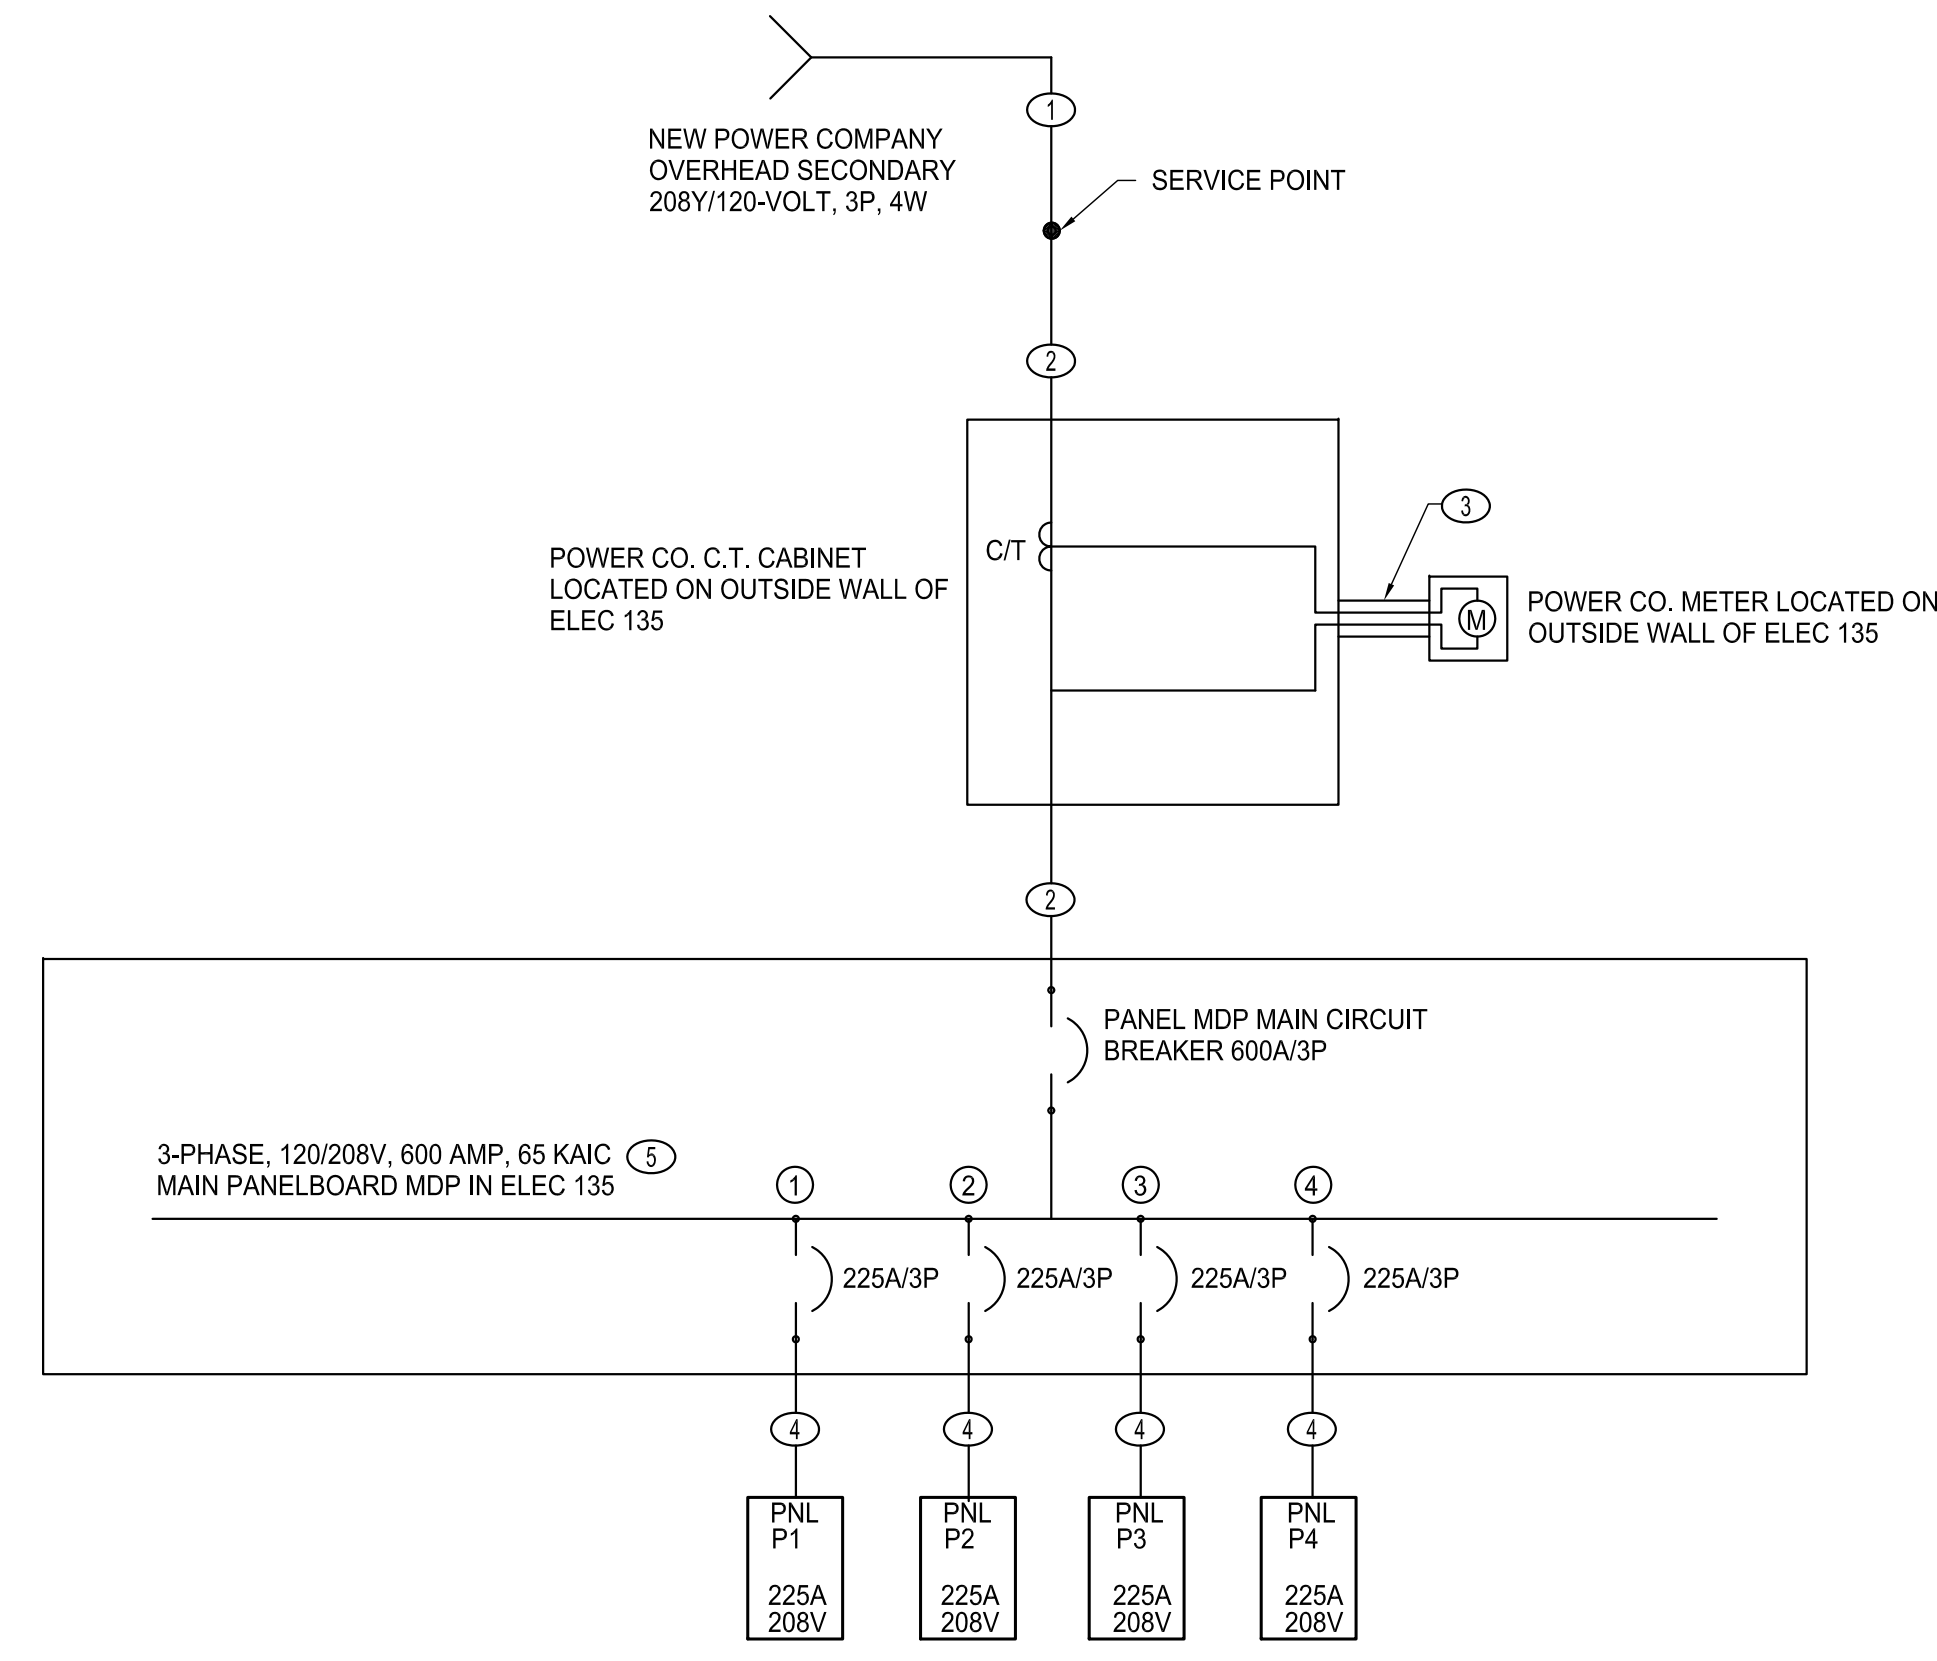 1
NEW POWER COMPANY
OVERHEAD SECONDARY
208Y/120-VOLT, 3P, 4W
SERVICE POINT
2
3
C/T
POWER CO. C.T. CABINET
LOCATED ON OUTSIDE WALL OF
ELEC 135
M
POWER CO. METER LOCATED ON
OUTSIDE WALL OF ELEC 135
2
PANEL MDP MAIN CIRCUIT
BREAKER 600A/3P
3-PHASE, 120/208V, 600 AMP, 65 KAIC 5
MAIN PANELBOARD MDP IN ELEC 135
1 2 3 4
225A/3P 225A/3P 225A/3P 225A/3P
4 4 4 4
PNL
P1
225A
208V
PNL
P2
225A
208V
PNL
P3
225A
208V
PNL
P4
225A
208V